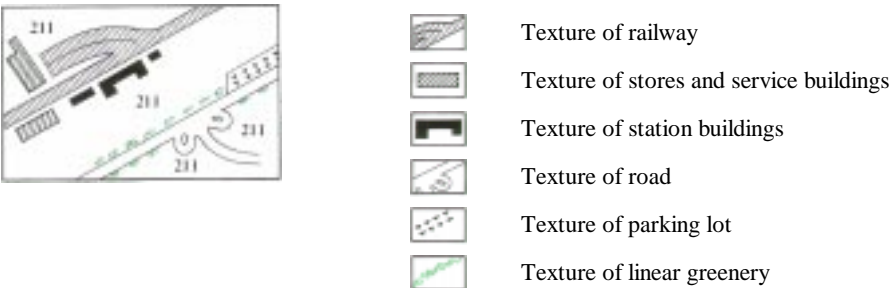 211
211
211
211
Texture of railway
Texture of stores and service buildings
Texture of station buildings
Texture of road
Texture of parking lot
Texture of linear greenery